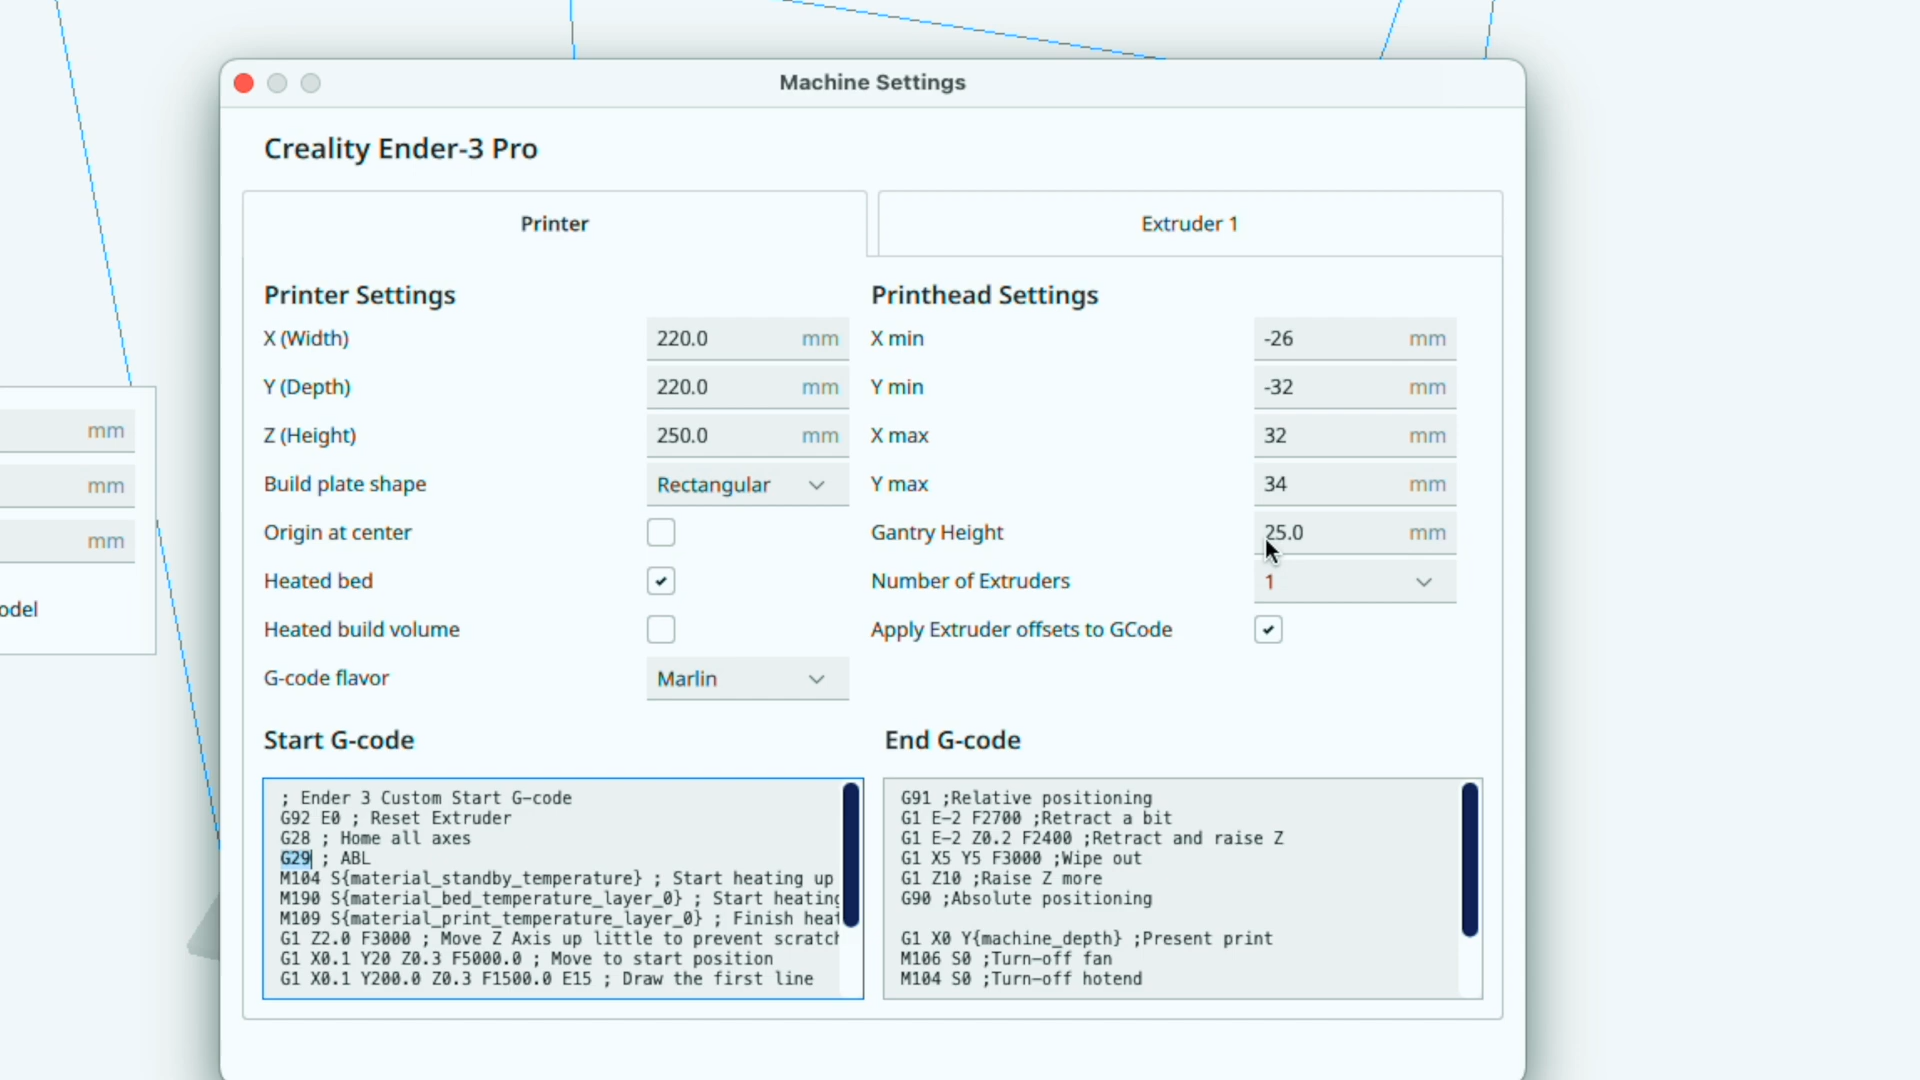 Machine Settings
Creality Ender-3 Pro
Printer
Extruder 1
Printer Settings
X (Width) 220.0 mm
Y (Depth) 220.0 mm
Z (Height) 250.0 mm
Build plate shape Rectangular
Origin at center
Heated bed
Heated build volume
G-code flavor Marlin
Printhead Settings
X min -26 mm
Y min -32 mm
X max 32 mm
Y max 34 mm
Gantry Height 25.0 mm
Number of Extruders 1
Apply Extruder offsets to GCode
mm
mm
mm
odel
Start G-code
; Ender 3 Custom Start G-code
G92 E0 ; Reset Extruder
G28 ; Home all axes
G29 ; ABL
M104 S{material_standby_temperature} ; Start heating up
M190 S{material_bed_temperature_layer_0} ; Start heating
M109 S{material_print_temperature_layer_0} ; Finish heat
G1 Z2.0 F3000 ; Move Z Axis up little to prevent scratch
G1 X0.1 Y20 Z0.3 F5000.0 ; Move to start position
G1 X0.1 Y200.0 Z0.3 F1500.0 E15 ; Draw the first line
End G-code
G91 ;Relative positioning
G1 E-2 F2700 ;Retract a bit
G1 E-2 Z0.2 F2400 ;Retract and raise Z
G1 X5 Y5 F3000 ;Wipe out
G1 Z10 ;Raise Z more
G90 ;Absolute positioning
G1 X0 Y{machine_depth} ;Present print
M106 S0 ;Turn-off fan
M104 S0 ;Turn-off hotend